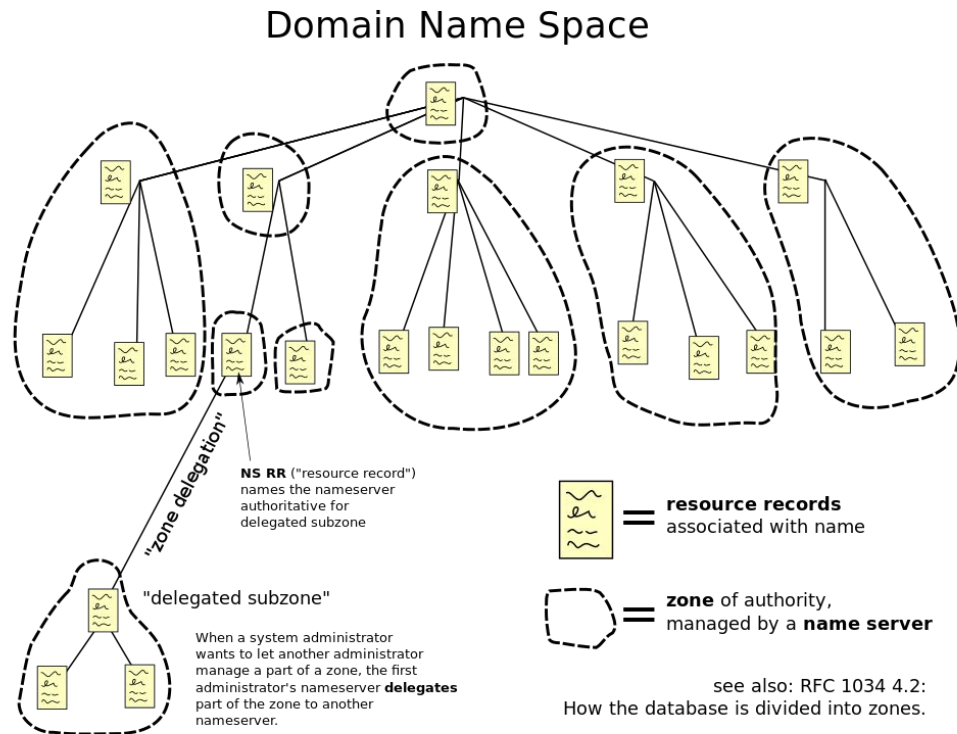 Domain Name Space
"zone delegation"
NS RR ("resource record")
names the nameserver
authoritative for
delegated subzone
resource records
associated with name
"delegated subzone"
When a system administrator
wants to let another administrator
manage a part of a zone, the first
administrator's nameserver delegates
part of the zone to another
nameserver.
=
zone of authority,
managed by a name server
=
see also: RFC 1034 4.2:
How the database is divided into zones.